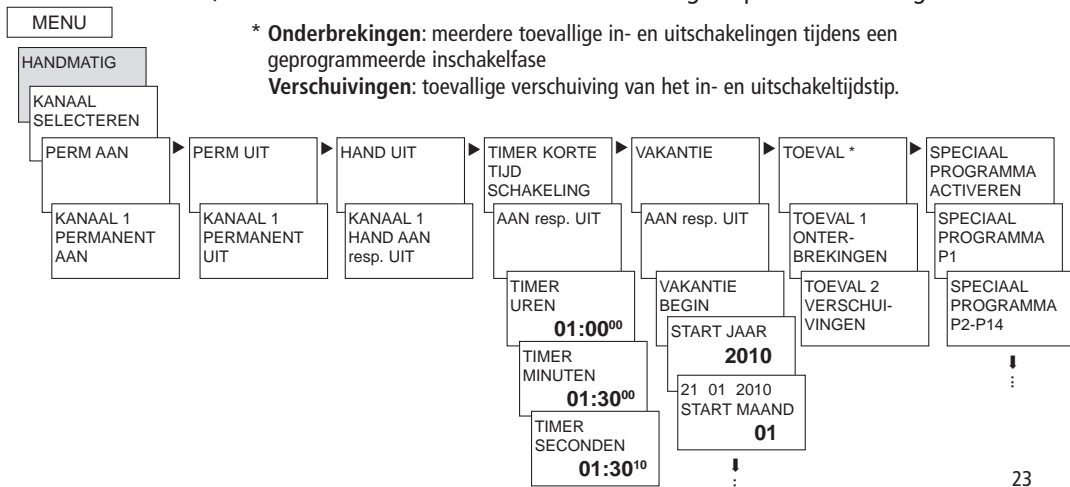 MENU
* Onderbrekingen: meerdere toevallige in- en uitschakelingen tijdens een
geprogrammeerde inschakelfase
Verschuivingen: toevallige verschuiving van het in- en uitschakeltijdstip.
HANDMATIG
KANAAL
SELECTEREN
PERM AAN
KANAAL 1
PERMANENT
AAN
PERM UIT
KANAAL 1
PERMANENT
UIT
HAND UIT
KANAAL 1
HAND AAN
resp. UIT
TIMER KORTE
TIJD
SCHAKELING
AAN resp. UIT
TIMER
UREN
01:00⁰⁰
TIMER
MINUTEN
01:30⁰⁰
TIMER
SECONDEN
01:30¹⁰
VAKANTIE
AAN resp. UIT
VAKANTIE
BEGIN
START JAAR
2010
21 01 2010
START MAAND
01
TOEVAL *
TOEVAL 1
ONTER-
BREKINGEN
TOEVAL 2
VERSCHUI-
VINGEN
SPECIAAL
PROGRAMMA
ACTIVEREN
SPECIAAL
PROGRAMMA
P1
SPECIAAL
PROGRAMMA
P2-P14
23